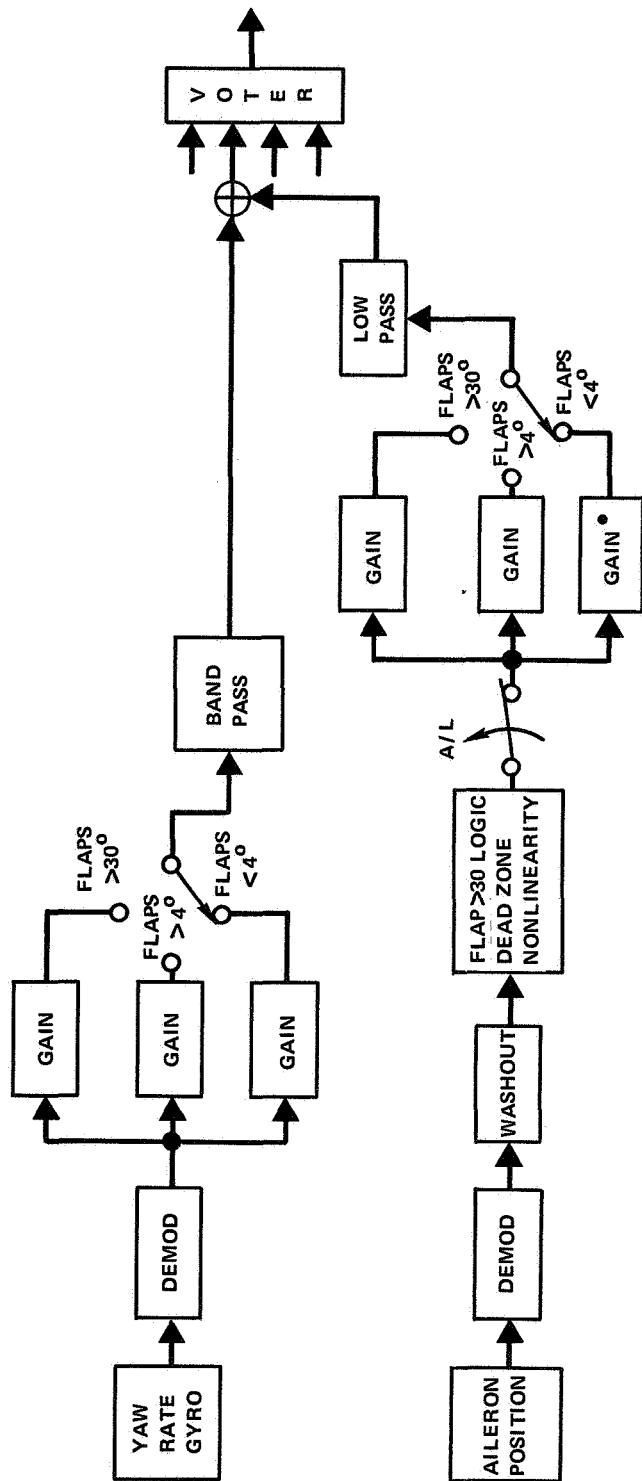 YAW
RATE
GYRO
DEMOD
GAIN
GAIN
GAIN
FLAPS
>30°
FLAPS
>4°
FLAPS
<4°
BAND
PASS
V
O
T
E
R
AILERON
POSITION
DEMOD
WASHOUT
FLAP >30 LOGIC
DEAD ZONE
NONLINEARITY
A/L
GAIN
GAIN
GAIN•
FLAPS
>30°
FLAPS
>4°
FLAPS
<4°
LOW
PASS